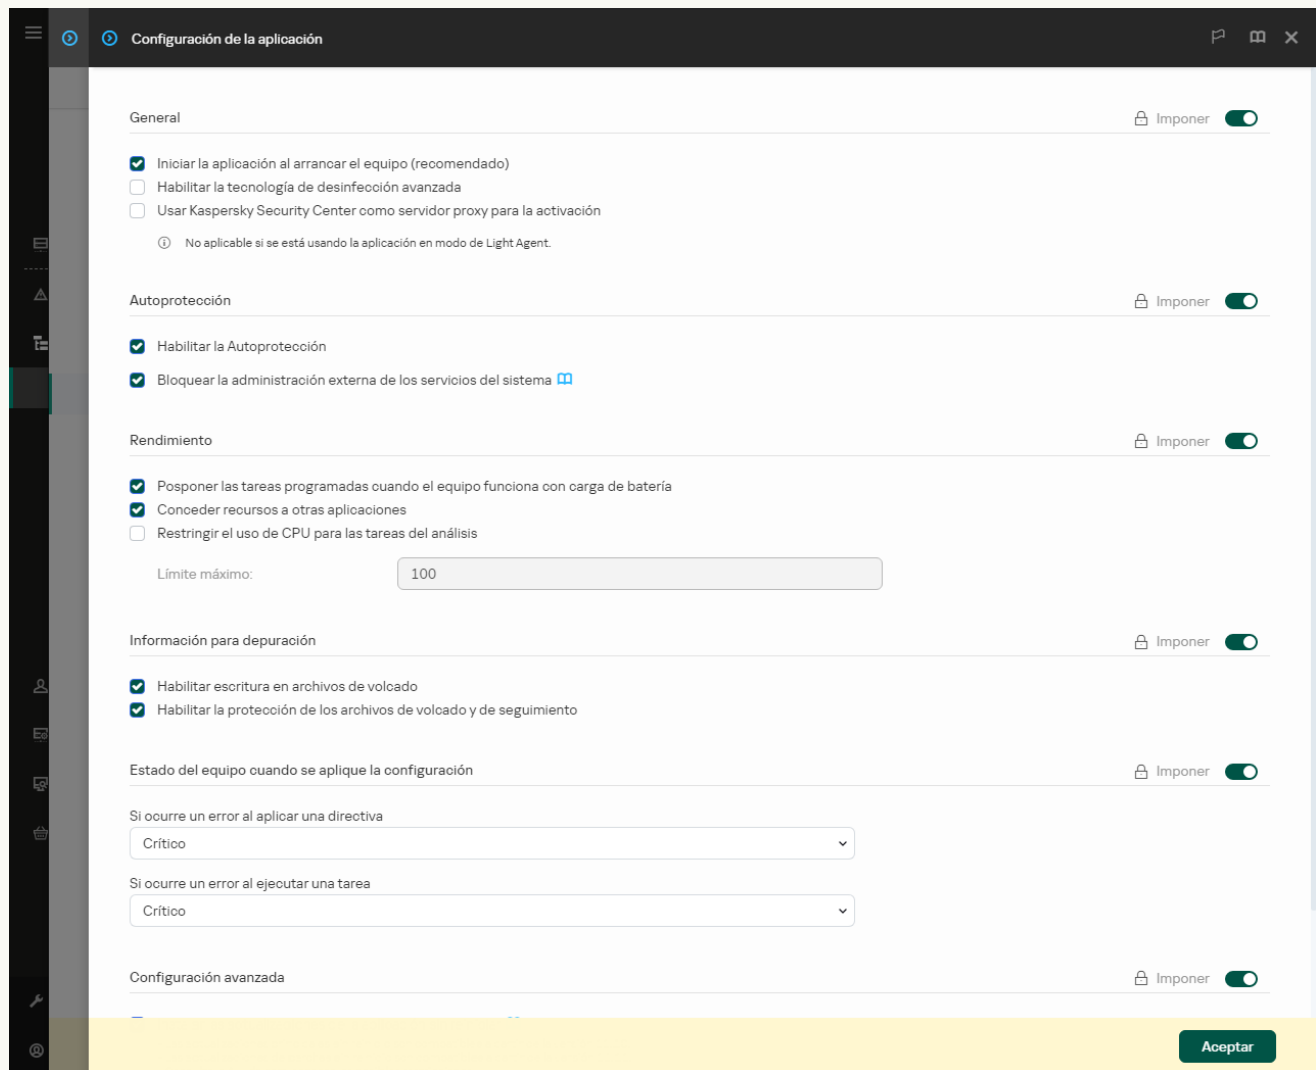 Configuración de la aplicación
General
Imponer
Iniciar la aplicación al arrancar el equipo (recomendado)
Habilitar la tecnología de desinfección avanzada
Usar Kaspersky Security Center como servidor proxy para la activación
No aplicable si se está usando la aplicación en modo de Light Agent.
Autoprotección
Imponer
Habilitar la Autoprotección
Bloquear la administración externa de los servicios del sistema
Rendimiento
Imponer
Posponer las tareas programadas cuando el equipo funciona con carga de batería
Conceder recursos a otras aplicaciones
Restringir el uso de CPU para las tareas del análisis
Límite máximo:
100
Información para depuración
Imponer
Habilitar escritura en archivos de volcado
Habilitar la protección de los archivos de volcado y de seguimiento
Estado del equipo cuando se aplique la configuración
Imponer
Si ocurre un error al aplicar una directiva
Crítico
Si ocurre un error al ejecutar una tarea
Crítico
Configuración avanzada
Imponer
Aceptar